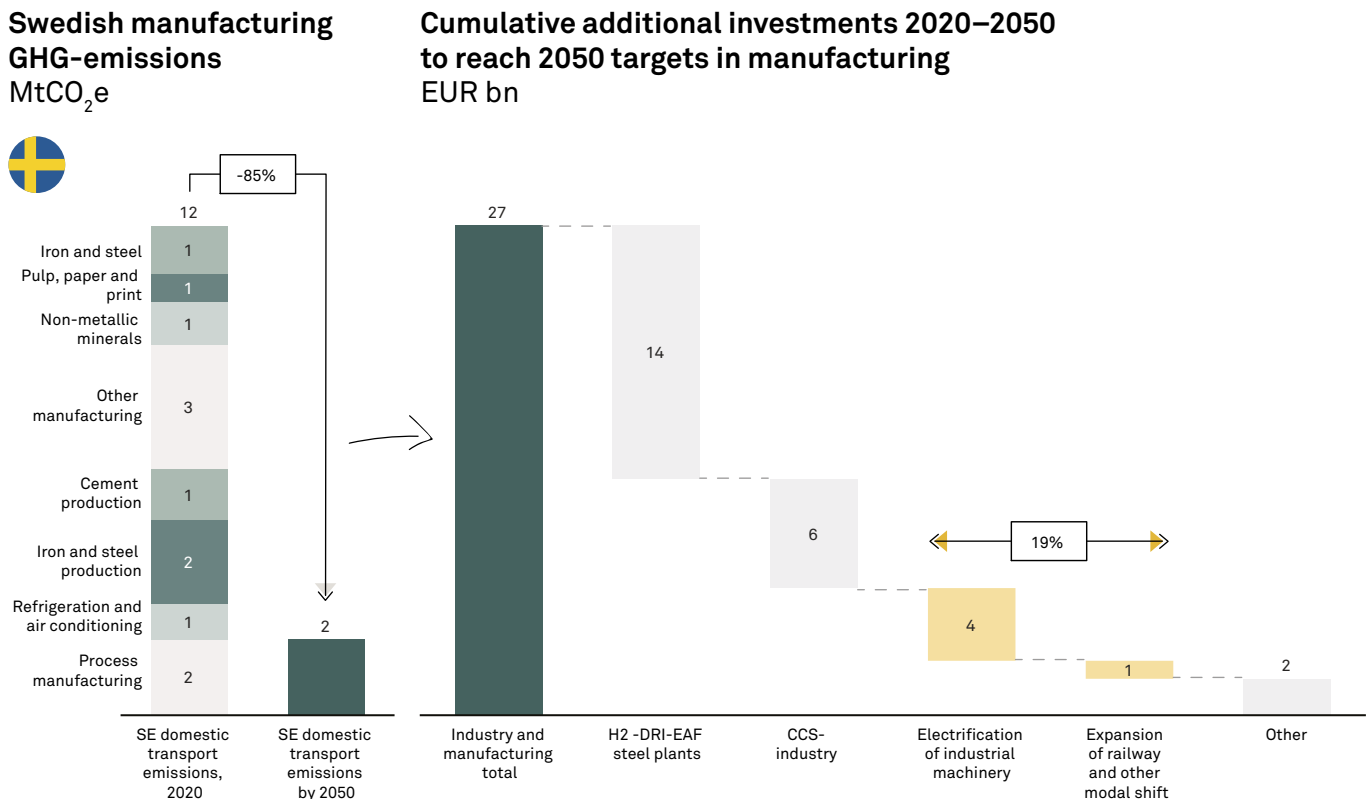 Swedish manufacturing
GHG-emissions
MtCO₂e
-85%
12
Iron and steel
1
Pulp, paper and
print
1
Non-metallic
minerals
1
Other
manufacturing
3
Cement
production
1
Iron and steel
production
2
Refrigeration and
air conditioning
1
Process
manufacturing
2
2
SE domestic
transport
emissions,
2020
SE domestic
transport
emissions
by 2050
Cumulative additional investments 2020–2050
to reach 2050 targets in manufacturing
EUR bn
27
14
6
19%
4
1
2
Industry and
manufacturing
total
H2 -DRI-EAF
steel plants
CCS-
industry
Electrification
of industrial
machinery
Expansion
of railway
and other
modal shift
Other